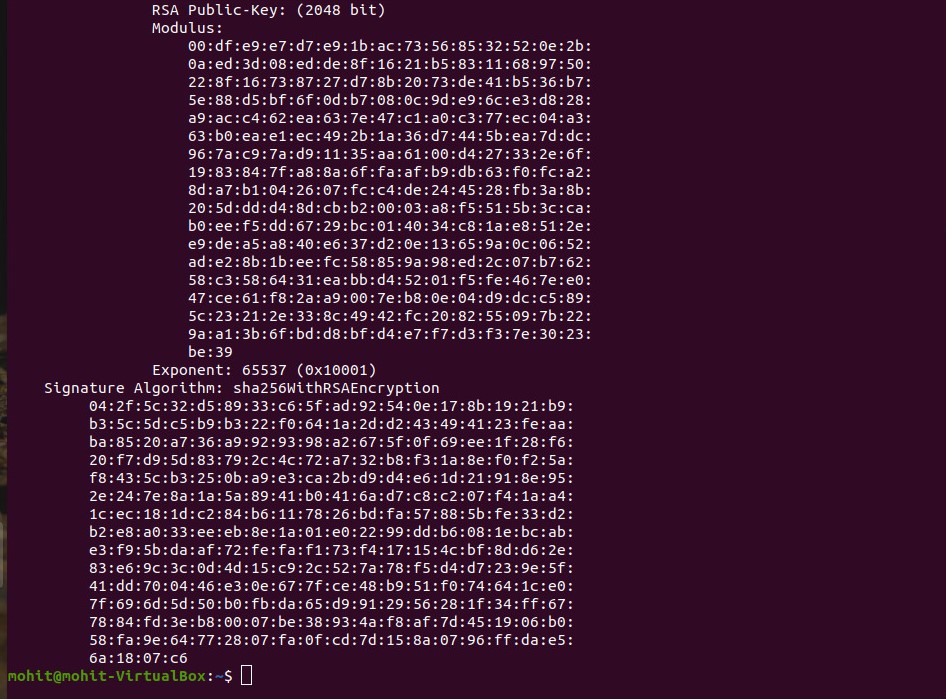 RSA Public-Key: (2048 bit)
Modulus:
00:df:e9:e7:d7:e9:1b:ac:73:56:85:32:52:0e:2b:
0a:ed:3d:08:ed:de:8f:16:21:b5:83:11:68:97:50:
22:8f:16:73:87:27:d7:8b:20:73:de:41:b5:36:b7:
5e:88:d5:bf:6f:0d:b7:08:0c:9d:e9:6c:e3:d8:28:
a9:ac:c4:62:ea:63:7e:47:c1:a0:c3:77:ec:04:a3:
63:b0:ea:e1:ec:49:2b:1a:36:d7:44:5b:ea:7d:dc:
96:7a:c9:7a:d9:11:35:aa:61:00:d4:27:33:2e:6f:
19:83:84:7f:a8:8a:6f:fa:af:b9:db:63:f0:fc:a2:
8d:a7:b1:04:26:07:fc:c4:de:24:45:28:fb:3a:8b:
20:5d:dd:d4:8d:cb:b2:00:03:a8:f5:51:5b:3c:ca:
b0:ee:f5:dd:67:29:bc:01:40:34:c8:1a:e8:51:2e:
e9:de:a5:a8:40:e6:37:d2:0e:13:65:9a:0c:06:52:
ad:e2:8b:1b:ee:fc:58:85:9a:98:ed:2c:07:b7:62:
58:c3:58:64:31:ea:bb:d4:52:01:f5:fe:46:7e:e0:
47:ce:61:f8:2a:a9:00:7e:b8:0e:04:d9:dc:c5:89:
5c:23:21:2e:33:8c:49:42:fc:20:82:55:09:7b:22:
9a:a1:3b:6f:bd:d8:bf:d4:e7:f7:d3:f3:7e:30:23:
be:39
Exponent: 65537 (0x10001)
Signature Algorithm: sha256WithRSAEncryption
04:2f:5c:32:d5:89:33:c6:5f:ad:92:54:0e:17:8b:19:21:b9:
b3:5c:5d:c5:b9:b3:22:f0:64:1a:2d:d2:43:49:41:23:fe:aa:
ba:85:20:a7:36:a9:92:93:98:a2:67:5f:0f:69:ee:1f:28:f6:
20:f7:d9:5d:83:79:2c:4c:72:a7:32:b8:f3:1a:8e:f0:f2:5a:
f8:43:5c:b3:25:0b:a9:e3:ca:2b:d9:d4:e6:1d:21:91:8e:95:
2e:24:7e:8a:1a:5a:89:41:b0:41:6a:d7:c8:c2:07:f4:1a:a4:
1c:ec:18:1d:c2:84:b6:11:78:26:bd:fa:57:88:5b:fe:33:d2:
b2:e8:a0:33:ee:eb:8e:1a:01:e0:22:99:dd:b6:08:1e:bc:ab:
e3:f9:5b:da:af:72:fe:fa:f1:73:f4:17:15:4c:bf:8d:d6:2e:
83:e6:9c:3c:0d:4d:15:c9:2c:52:7a:78:f5:d4:d7:23:9e:5f:
41:dd:70:04:46:e3:0e:67:7f:ce:48:b9:51:f0:74:64:1c:e0:
7f:69:6d:5d:50:b0:fb:da:65:d9:91:29:56:28:1f:34:ff:67:
78:84:fd:3e:b8:00:07:be:38:93:4a:f8:af:7d:45:19:06:b0:
58:fa:9e:64:77:28:07:fa:0f:cd:7d:15:8a:07:96:ff:da:e5:
6a:18:07:c6
mohit@mohit-VirtualBox:~$